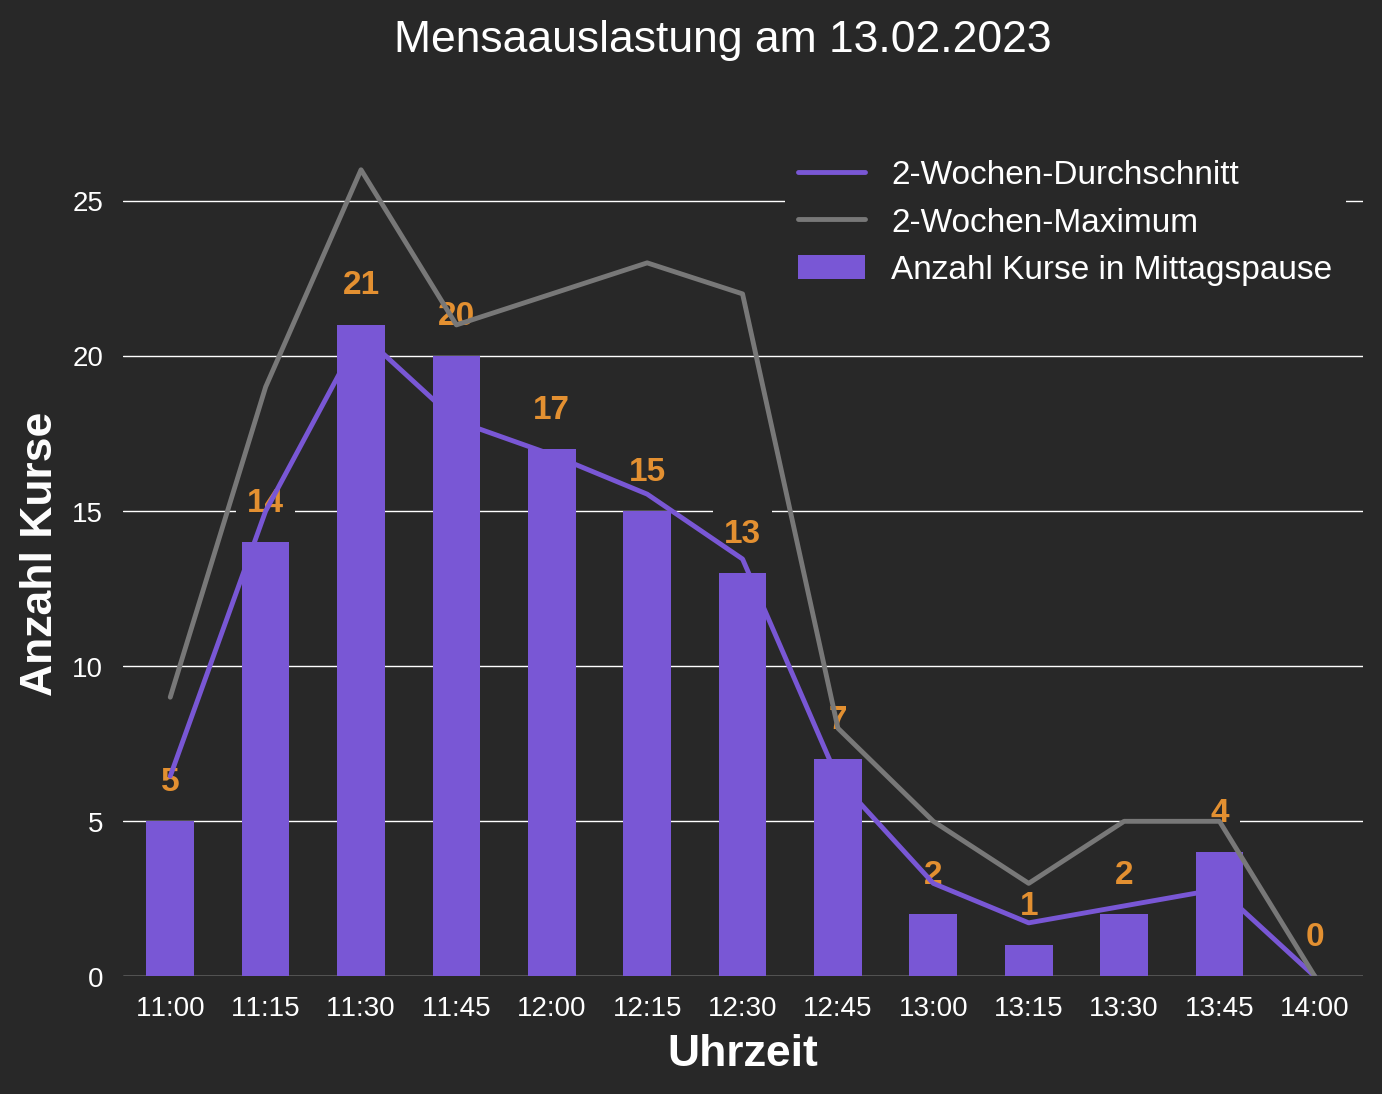 Mensaauslastung am 13.02.2023
2-Wochen-Durchschnitt
2-Wochen-Maximum
Anzahl Kurse in Mittagspause
Anzahl Kurse
25
20
15
10
5
0
5
14
21
20
17
15
13
7
2
1
2
4
0
11:00 11:15 11:30 11:45 12:00 12:15 12:30 12:45 13:00 13:15 13:30 13:45 14:00
Uhrzeit